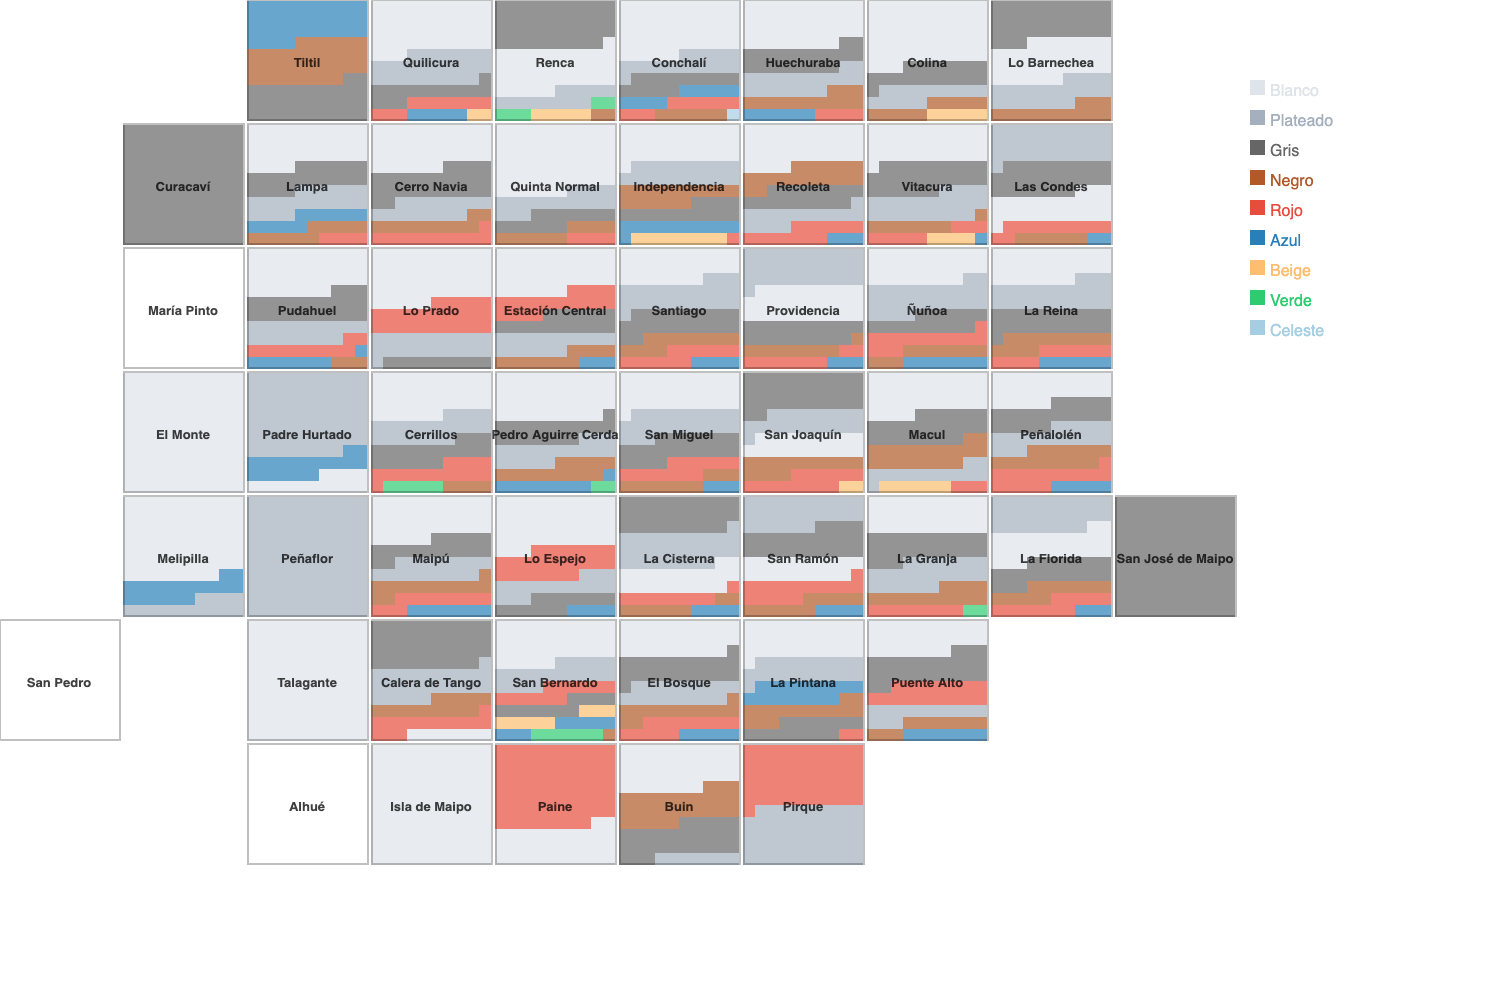 Tiltil
Quilicura
Renca
Conchalí
Huechuraba
Colina
Lo Barnechea
Curacaví
Lampa
Cerro Navia
Quinta Normal
Independencia
Recoleta
Vitacura
Las Condes
María Pinto
Pudahuel
Lo Prado
Estación Central
Santiago
Providencia
Ñuñoa
La Reina
El Monte
Padre Hurtado
Cerrillos
Pedro Aguirre Cerda
San Miguel
San Joaquín
Macul
Peñalolén
Melipilla
Peñaflor
Maipú
Lo Espejo
La Cisterna
San Ramón
La Granja
La Florida
San José de Maipo
San Pedro
Talagante
Calera de Tango
San Bernardo
El Bosque
La Pintana
Puente Alto
Alhué
Isla de Maipo
Paine
Buin
Pirque
Blanco
Plateado
Gris
Negro
Rojo
Azul
Beige
Verde
Celeste